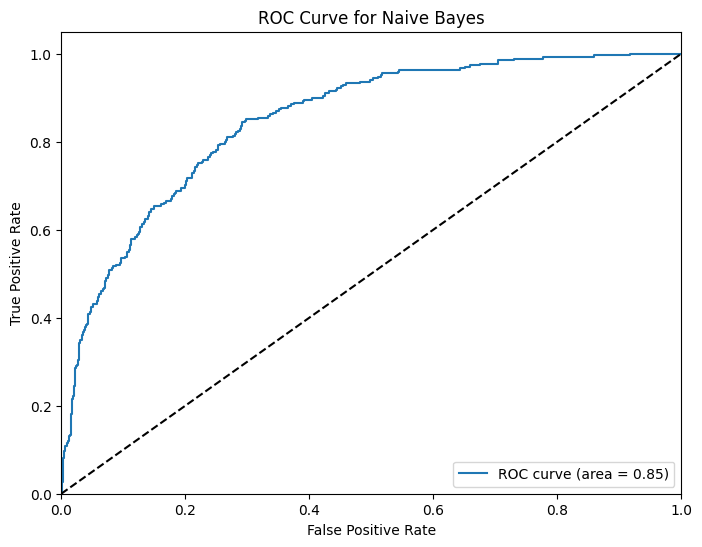 ROC Curve for Naive Bayes
1.0
0.8
0.6
0.4
0.2
0.0
True Positive Rate
ROC curve (area = 0.85)
0.0 0.2 0.4 0.6 0.8 1.0
False Positive Rate